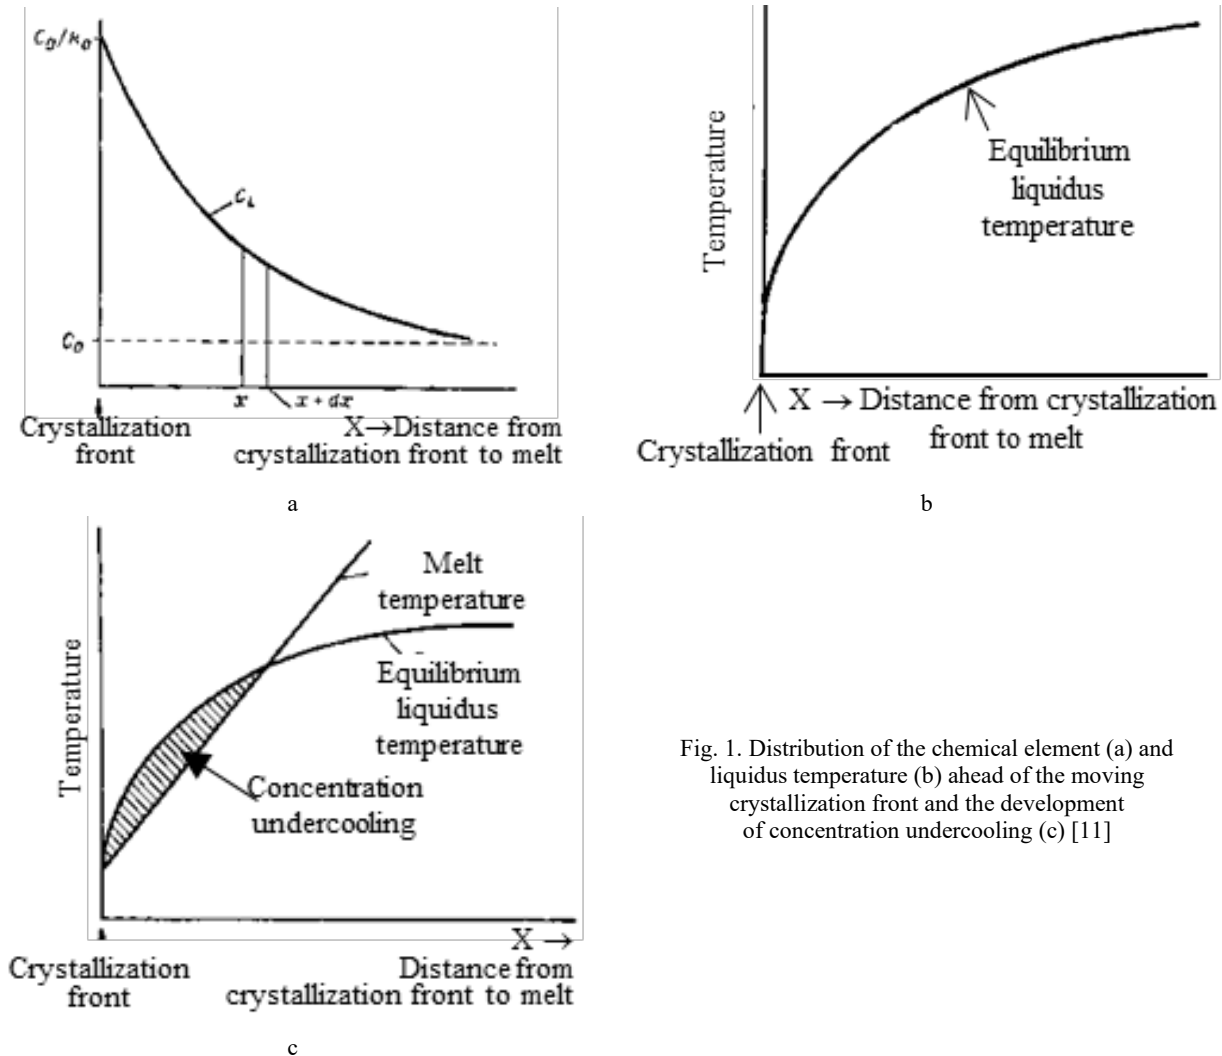 C₀/k₀
C_L
C₀
x
x + dx
Crystallization
front
X→Distance from
crystallization front to melt
a
Temperature
Equilibrium
liquidus
temperature
X → Distance from crystallization
front to melt
Crystallization front
b
Temperature
Melt
temperature
Equilibrium
liquidus
temperature
Concentration
undercooling
X →
Crystallization
front
Distance from
crystallization front to melt
c
Fig. 1. Distribution of the chemical element (a) and
liquidus temperature (b) ahead of the moving
crystallization front and the development
of concentration undercooling (c) [11]